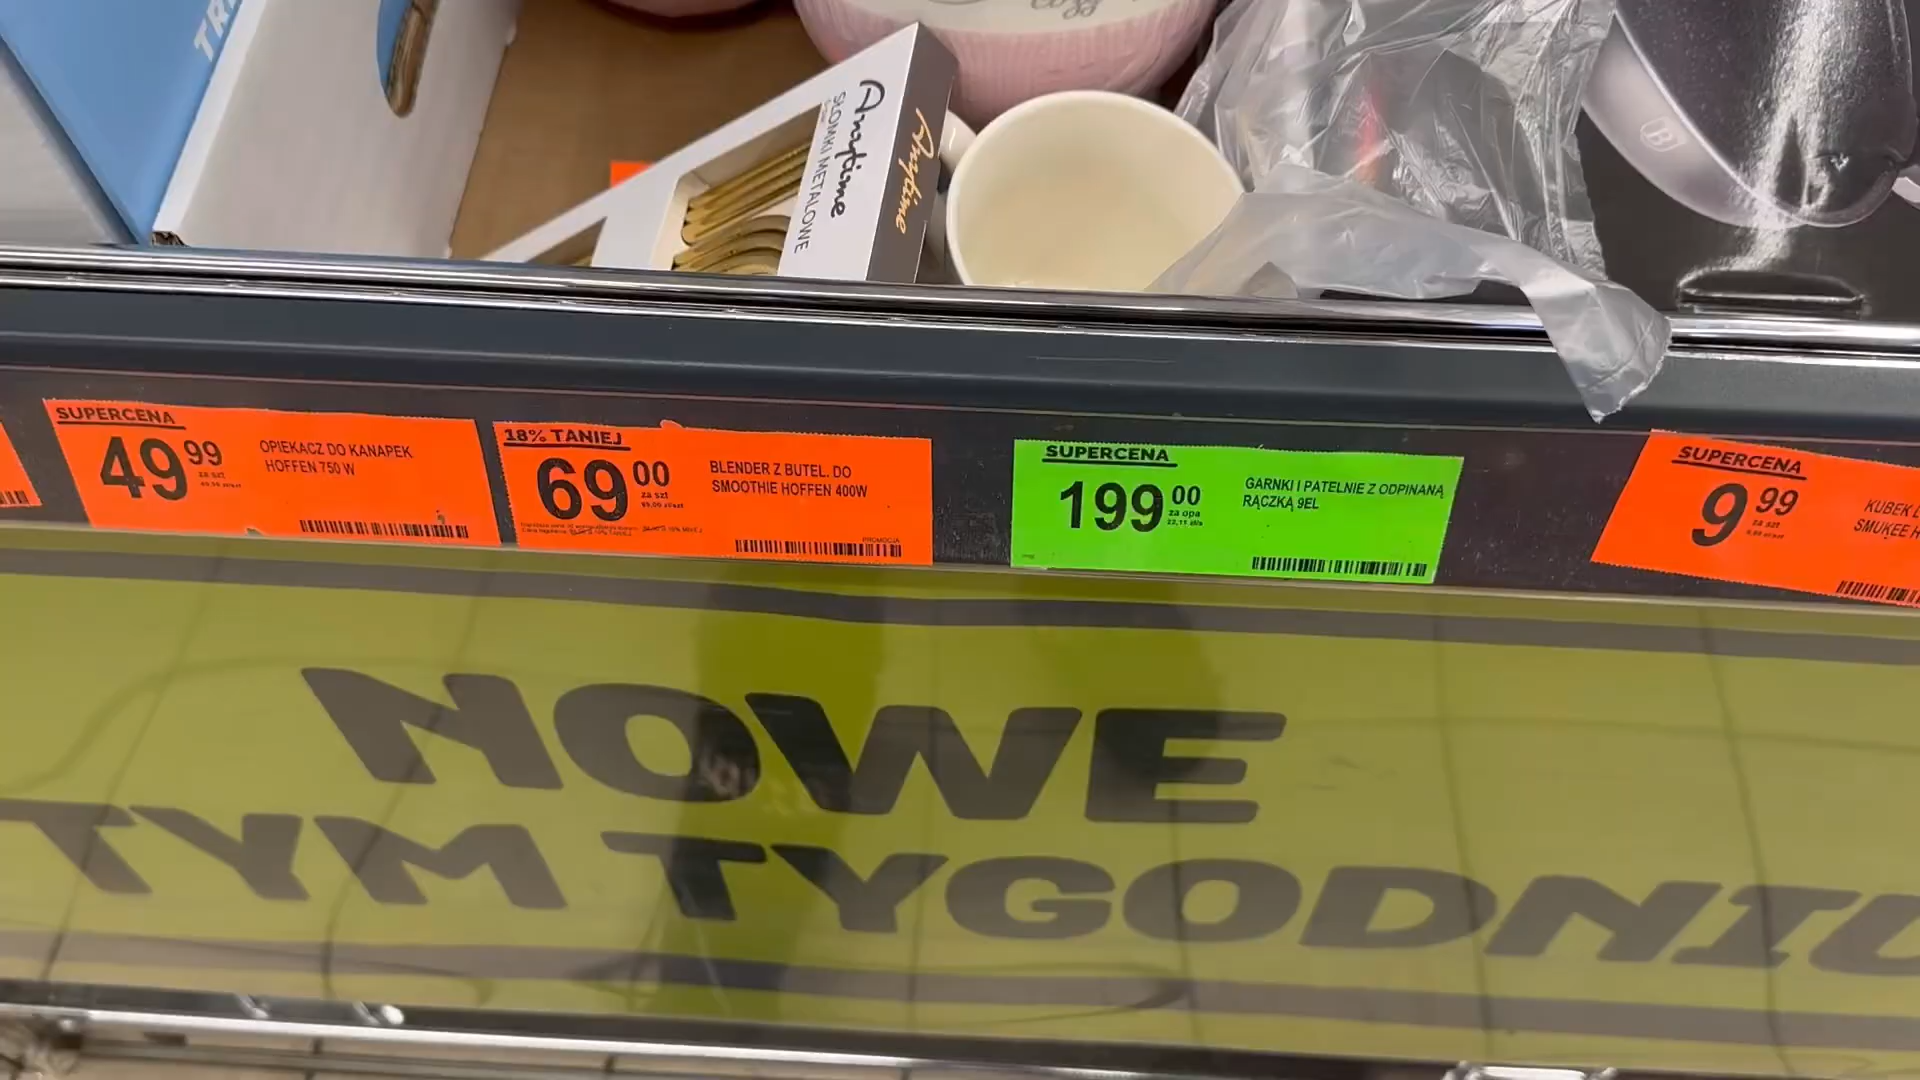 Anytime
SŁOMKI METALOWE
Anytime
SUPERCENA
49 99
za szt
OPIEKACZ DO KANAPEK
HOFFEN 750 W
18% TANIEJ
69 00
za szt
BLENDER Z BUTEL. DO
SMOOTHIE HOFFEN 400W
PROMOCJA
SUPERCENA
199 00
za opa
GARNKI I PATELNIE Z ODPINANĄ
RĄCZKĄ 9EL
SUPERCENA
9 99
za szt
KUBEK
NOWE
TYM TYGODNIU